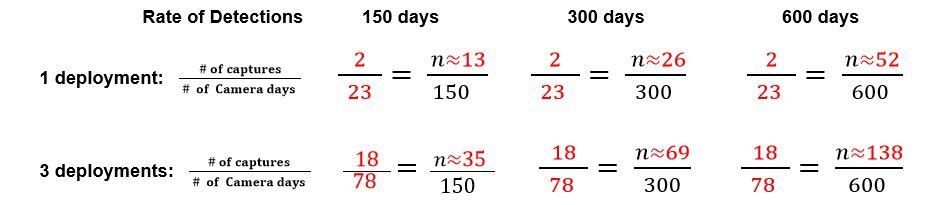 Rate of Detections 150 days 300 days 600 days
1 deployment: # of captures / # of Camera days 2/23 = n≈13/150 2/23 = n≈26/300 2/23 = n≈52/600
3 deployments: # of captures / # of Camera days 18/78 = n≈35/150 18/78 = n≈69/300 18/78 = n≈138/600